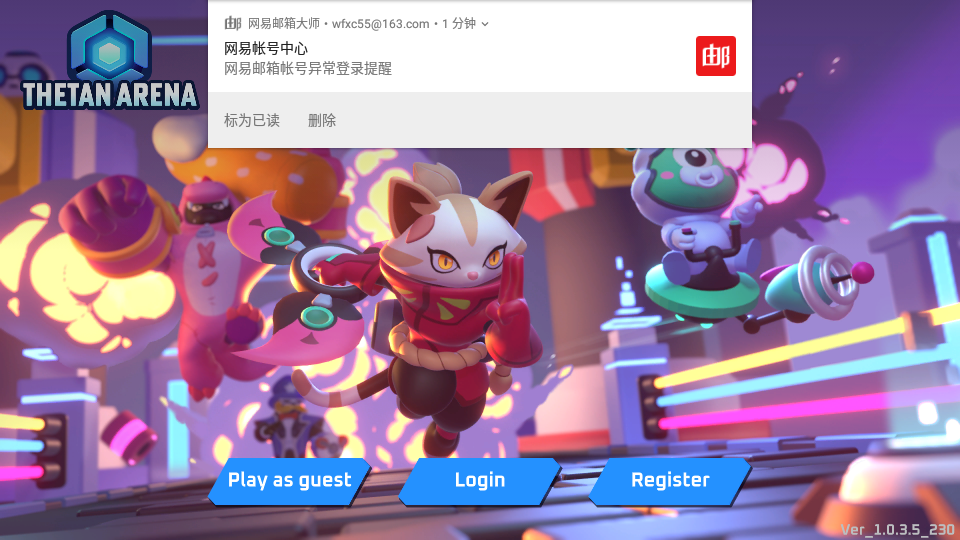 THETAN ARENA
邮 网易邮箱大师 • wfxc55@163.com • 1 分钟
网易帐号中心
网易邮箱帐号异常登录提醒
邮
标为已读 删除
Play as guest Login Register
Ver_1.0.3.5_230